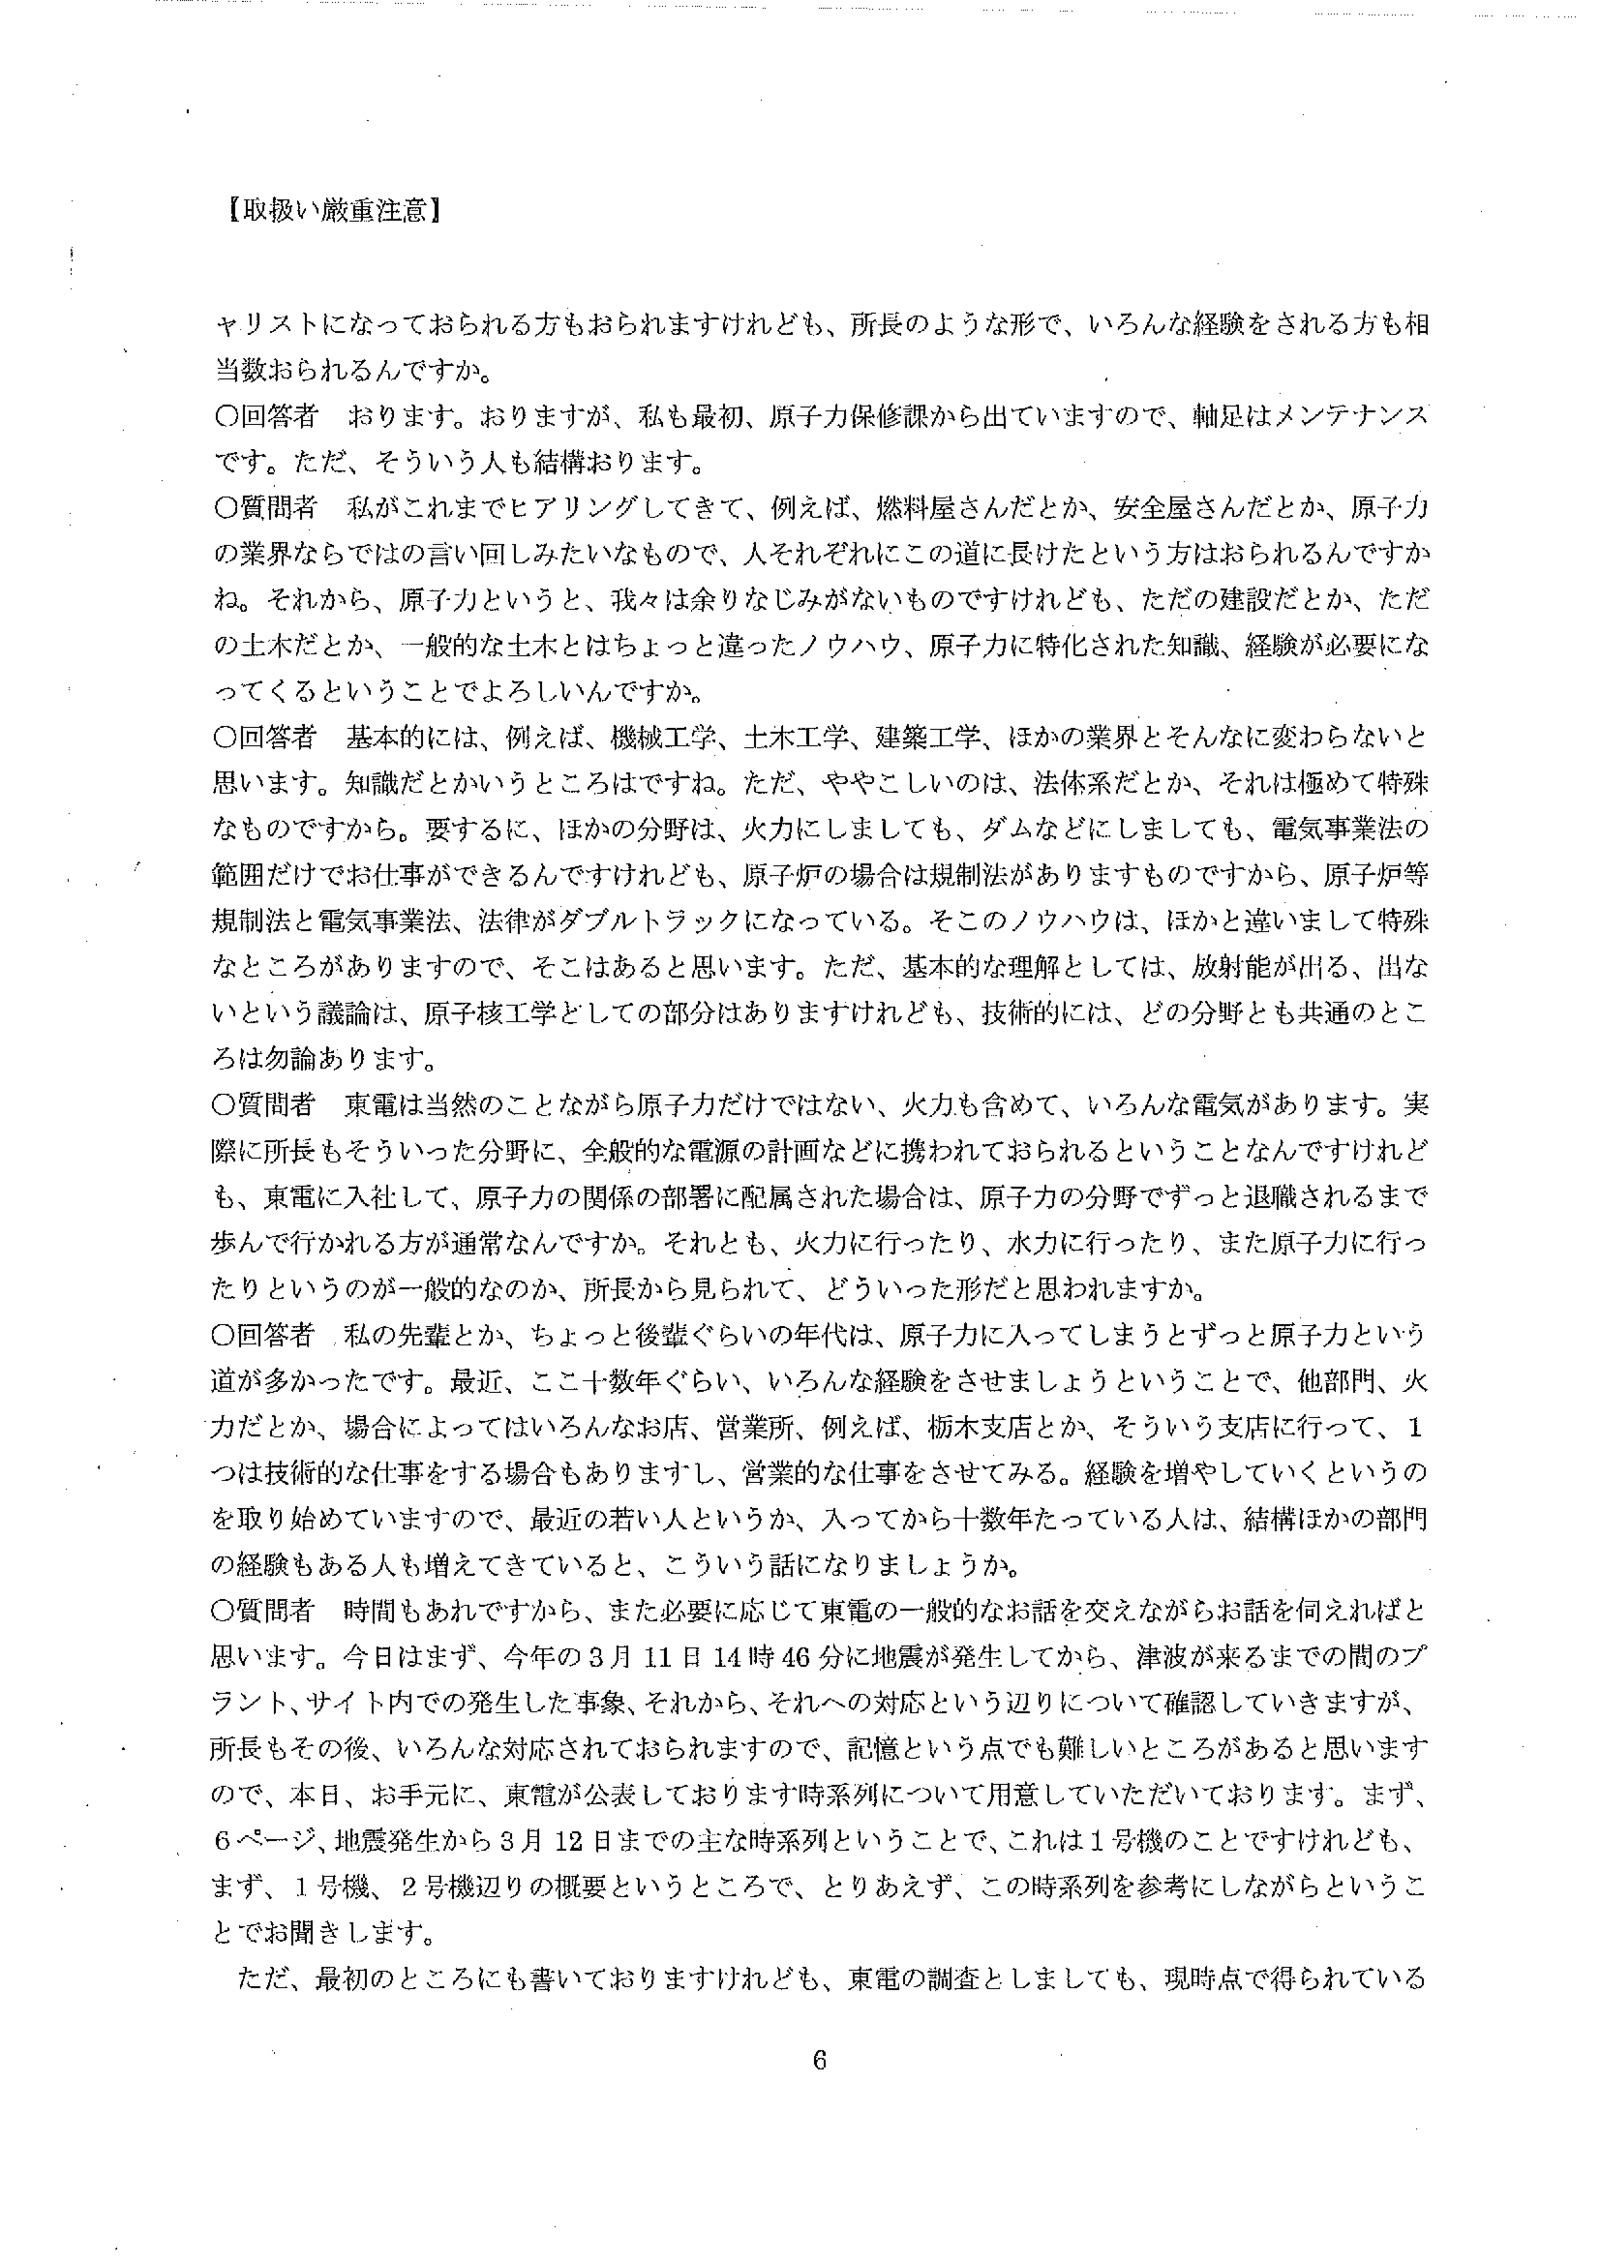 【取扱い厳重注意】
ャリストになっておられる方もおられますけれども、所長のような形で、いろんな経験をされる方も相
当数おられるんですか。
○回答者　おります。おりますが、私も最初、原子力保修課から出ていますので、軸足はメンテナンス
です。ただ、そういう人も結構おります。
○質問者　私がこれまでヒアリングしてきて、例えば、燃料屋さんだとか、安全屋さんだとか、原子力
の業界ならではの言い回しみたいなもので、人それぞれにこの道に長けたという方はおられるんですか
ね。それから、原子力というと、我々は余りなじみがないものですけれども、ただの建設だとか、ただ
の土木だとか、一般的な土木とはちょっと違ったノウハウ、原子力に特化された知識、経験が必要にな
ってくるということでよろしいんですか。
○回答者　基本的には、例えば、機械工学、土木工学、建築工学、ほかの業界とそんなに変わらないと
思います。知識だとかいうところはですね。ただ、ややこしいのは、法体系だとか、それは極めて特殊
なものですから。要するに、ほかの分野は、火力にしましても、ダムなどにしましても、電気事業法の
範囲だけでお仕事ができるんですけれども、原子炉の場合は規制法がありますものですから、原子炉等
規制法と電気事業法、法律がダブルトラックになっている。そこのノウハウは、ほかと違いまして特殊
なところがありますので、そこはあると思います。ただ、基本的な理解としては、放射能が出る、出な
いという議論は、原子核工学としての部分はありますけれども、技術的には、どの分野とも共通のとこ
ろは勿論あります。
○質問者　東電は当然のことながら原子力だけではない、火力も含めて、いろんな電気があります。実
際に所長もそういった分野に、全般的な電源の計画などに携われておられるということなんですけれど
も、東電に入社して、原子力の関係の部署に配属された場合は、原子力の分野でずっと退職されるまで
歩んで行かれる方が通常なんですか。それとも、火力に行ったり、水力に行ったり、また原子力に行っ
たりというのが一般的なのか、所長から見られて、どういった形だと思われますか。
○回答者　私の先輩とか、ちょっと後輩ぐらいの年代は、原子力に入ってしまうとずっと原子力という
道が多かったです。最近、ここ十数年ぐらい、いろんな経験をさせましょうということで、他部門、火
力だとか、場合によってはいろんなお店、営業所、例えば、栃木支店とか、そういう支店に行って、１
つは技術的な仕事をする場合もありますし、営業的な仕事をさせてみる。経験を増やしていくというの
を取り始めていますので、最近の若い人というか、入ってから十数年たっている人は、結構ほかの部門
の経験もある人も増えてきていると、こういう話になりましょうか。
○質問者　時間もあれですから、また必要に応じて東電の一般的なお話を交えながらお話を伺えればと
思います。今日はまず、今年の３月 11 日 14 時 46 分に地震が発生してから、津波が来るまでの間のプ
ラント、サイト内での発生した事象、それから、それへの対応という辺りについて確認していきますが、
所長もその後、いろんな対応されておられますので、記憶という点でも難しいところがあると思います
ので、本日、お手元に、東電が公表しております時系列について用意していただいております。まず、
６ページ、地震発生から３月 12 日までの主な時系列ということで、これは１号機のことですけれども、
まず、１号機、２号機辺りの概要というところで、とりあえず、この時系列を参考にしながらというこ
とでお聞きします。
　ただ、最初のところにも書いておりますけれども、東電の調査としましても、現時点で得られている
6